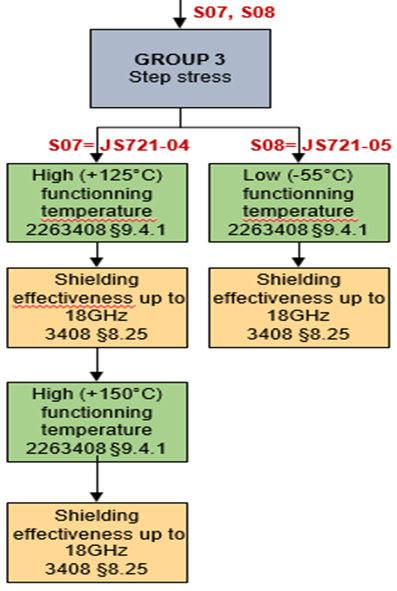 S07, S08
GROUP 3
Step stress
S07= JS721-04
S08= JS721-05
High (+125°C)
functionning
temperature
2263408 §9.4.1
Low (-55°C)
functionning
temperature
2263408 §9.4.1
Shielding
effectiveness up to
18GHz
3408 §8.25
Shielding
effectiveness up to
18GHz
3408 §8.25
High (+150°C)
functionning
temperature
2263408 §9.4.1
Shielding
effectiveness up to
18GHz
3408 §8.25